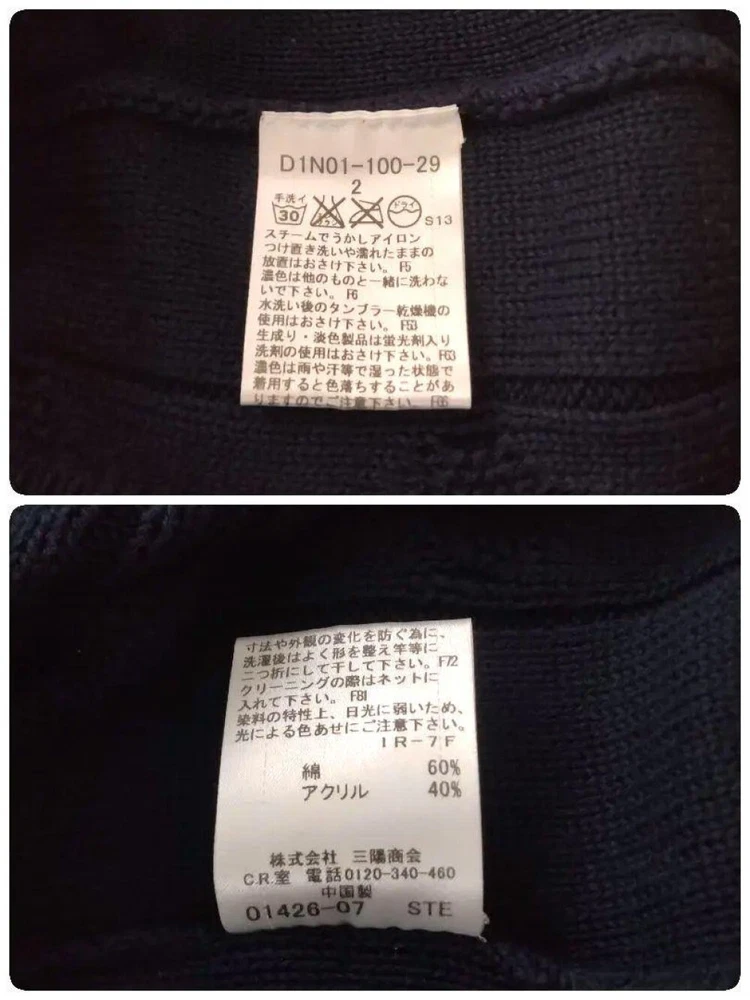 D1N01-100-29
2
手洗イ
30
ドライ
S13
スチームでうかしアイロン
つけ置き洗いや濡れたままの
放置はおさけ下さい。F5
濃色は他のものと一緒に洗わな
いで下さい。F6
水洗い後のタンブラー乾燥機の
使用はおさけ下さい。F53
生成り・淡色製品は蛍光剤入り
洗剤の使用はおさけ下さい。F63
濃色は雨や汗等で湿った状態で
着用すると色落ちすることがあ
りますのでご注意下さい。F66
寸法や外観の変化を防ぐ為に、
洗濯後はよく形を整え竿等に
二つ折にして干して下さい。F72
クリーニングの際はネットに
入れて下さい。F81
染料の特性上、日光に弱いため、
光による色あせにご注意下さい。
IR-7F
綿 60%
アクリル 40%
株式会社 三陽商会
C.R.室 電話0120-340-460
中国製
01426-07 STE